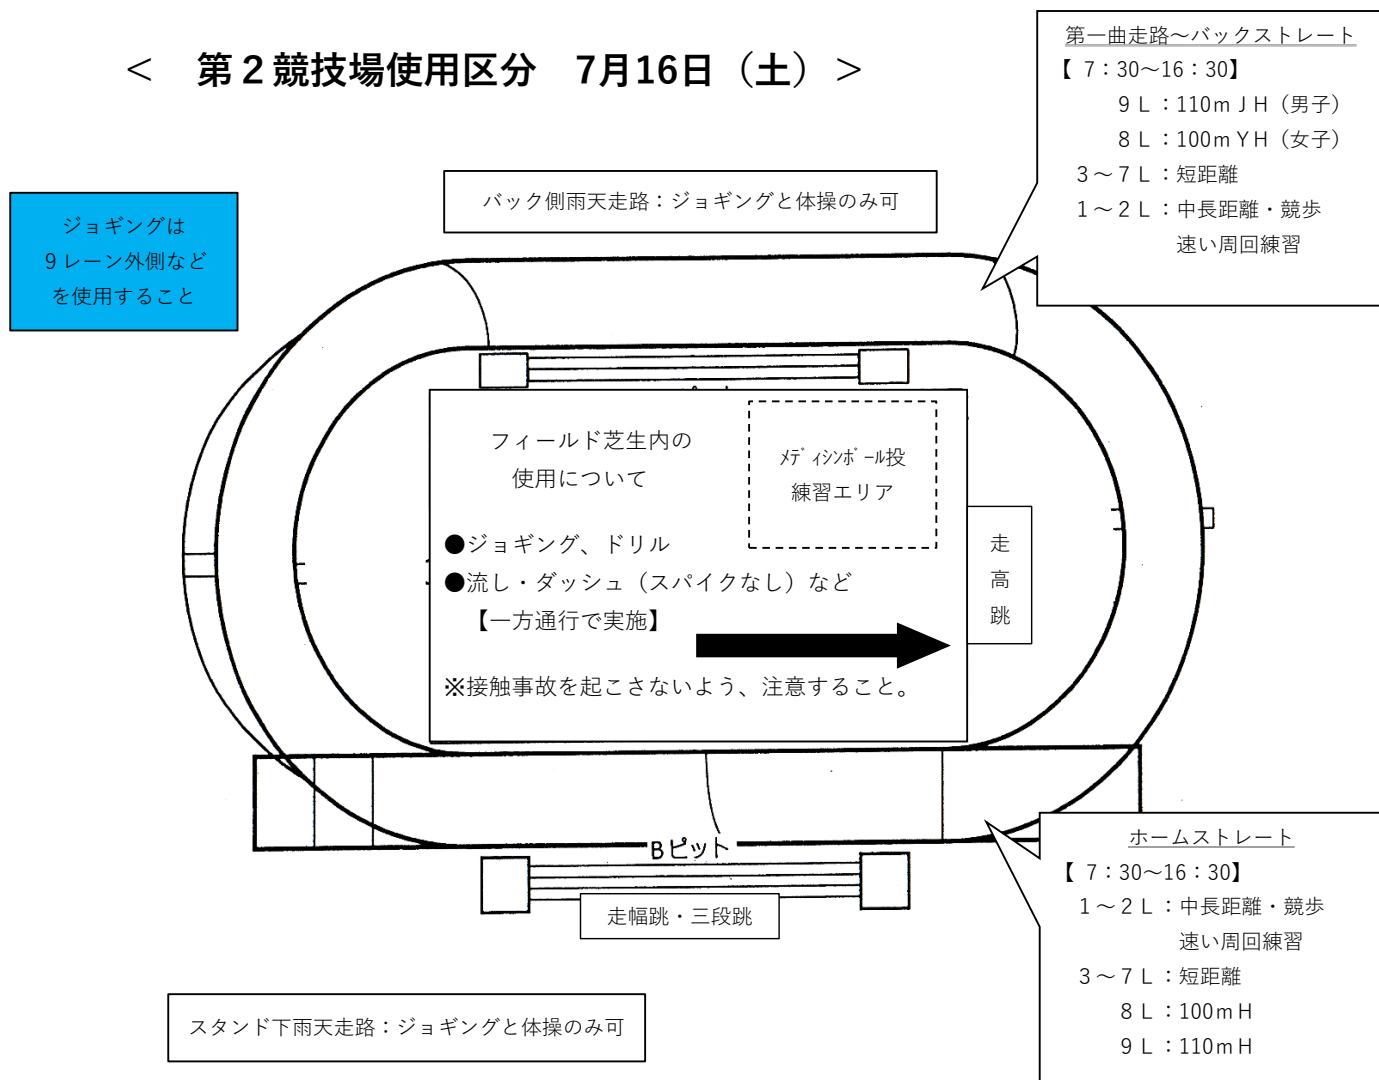 ＜　第２競技場使用区分　7月16日（土）＞
第一曲走路～バックストレート
【 7：30～16：30】
9 L：110ｍＪＨ（男子）
8 L：100ｍＹＨ（女子）
3～7 L：短距離
1～2 L：中長距離・競歩
速い周回練習
バック側雨天走路：ジョギングと体操のみ可
ジョギングは
9レーン外側など
を使用すること
フィールド芝生内の
使用について
ﾒﾃﾞｨｼﾝﾎﾞｰﾙ投
練習エリア
●ジョギング、ドリル
●流し・ダッシュ（スパイクなし）など
【一方通行で実施】
※接触事故を起こさないよう、注意すること。
走
高
跳
Bピット
走幅跳・三段跳
ホームストレート
【 7：30～16：30】
1～2 L：中長距離・競歩
速い周回練習
3～7 L：短距離
8 L：100ｍH
9 L：110ｍH
スタンド下雨天走路：ジョギングと体操のみ可